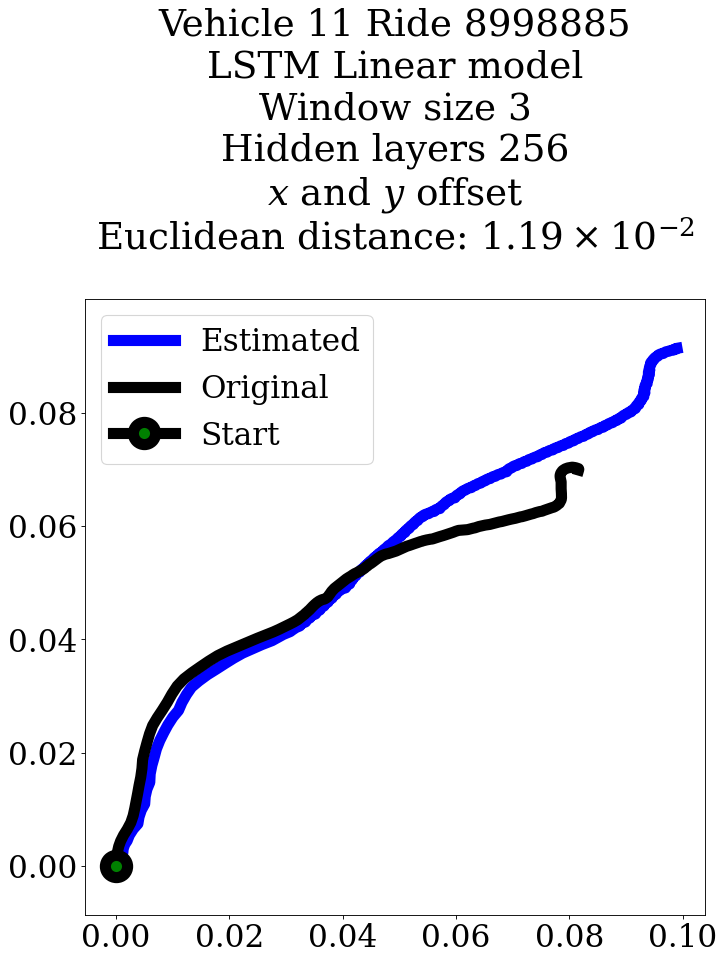 Vehicle 11 Ride 8998885
LSTM Linear model
Window size 3
Hidden layers 256
x and y offset
Euclidean distance: 1.19 × 10⁻²
Estimated
Original
Start
0.08
0.06
0.04
0.02
0.00
0.00 0.02 0.04 0.06 0.08 0.10